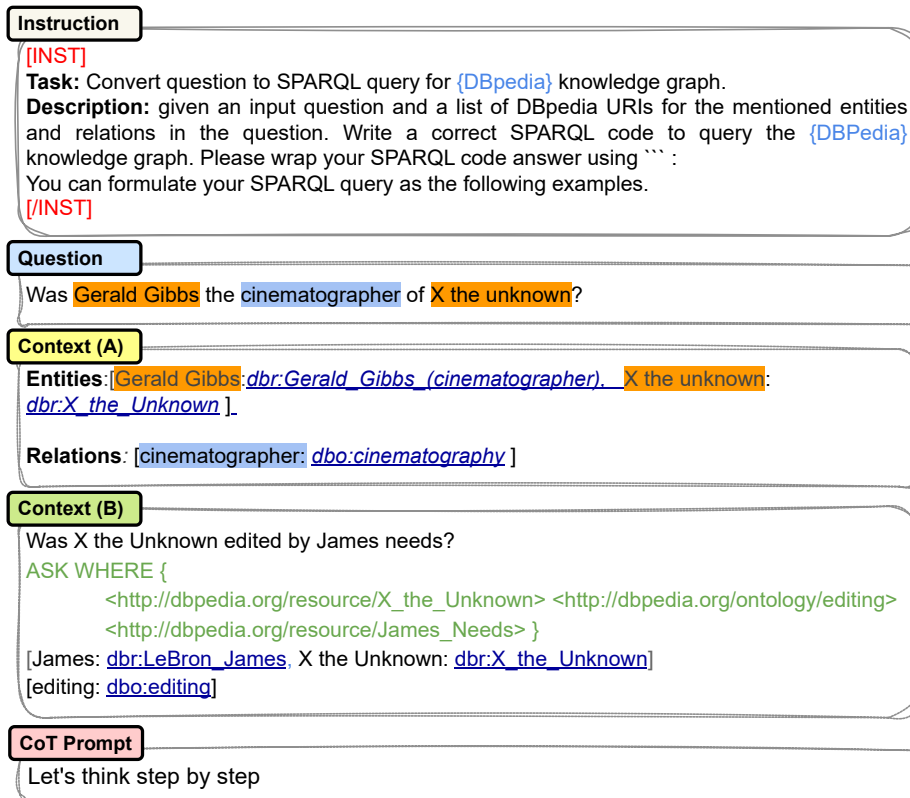 Instruction
[INST]
Task: Convert question to SPARQL query for {DBpedia} knowledge graph.
Description: given an input question and a list of DBpedia URIs for the mentioned entities
and relations in the question. Write a correct SPARQL code to query the {DBPedia}
knowledge graph. Please wrap your SPARQL code answer using ``` :
You can formulate your SPARQL query as the following examples.
[/INST]
Question
Was Gerald Gibbs the cinematographer of X the unknown?
Context (A)
Entities:[Gerald Gibbs:dbr:Gerald_Gibbs_(cinematographer), X the unknown:
dbr:X_the_Unknown ]
Relations: [cinematographer: dbo:cinematography ]
Context (B)
Was X the Unknown edited by James needs?
ASK WHERE {
<http://dbpedia.org/resource/X_the_Unknown> <http://dbpedia.org/ontology/editing>
<http://dbpedia.org/resource/James_Needs> }
[James: dbr:LeBron_James, X the Unknown: dbr:X_the_Unknown]
[editing: dbo:editing]
CoT Prompt
Let's think step by step